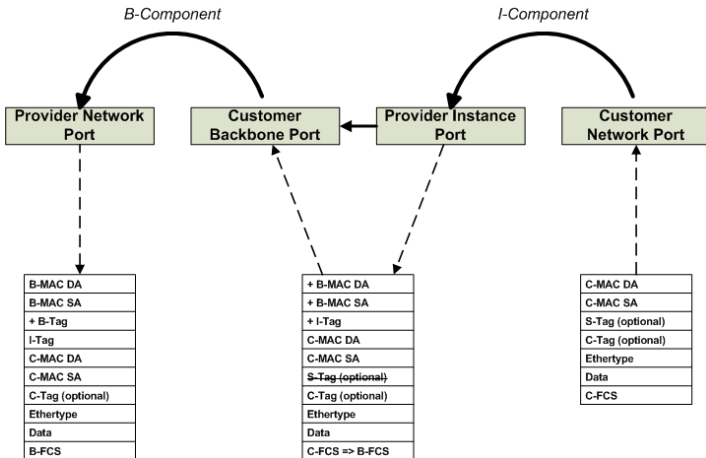 B-Component
I-Component
Provider Network
Port
Customer
Backbone Port
Provider Instance
Port
Customer
Network Port
B-MAC DA
B-MAC SA
+ B-Tag
I-Tag
C-MAC DA
C-MAC SA
C-Tag (optional)
Ethertype
Data
B-FCS
+ B-MAC DA
+ B-MAC SA
+ I-Tag
C-MAC DA
C-MAC SA
S-Tag (optional)
C-Tag (optional)
Ethertype
Data
C-FCS => B-FCS
C-MAC DA
C-MAC SA
S-Tag (optional)
C-Tag (optional)
Ethertype
Data
C-FCS